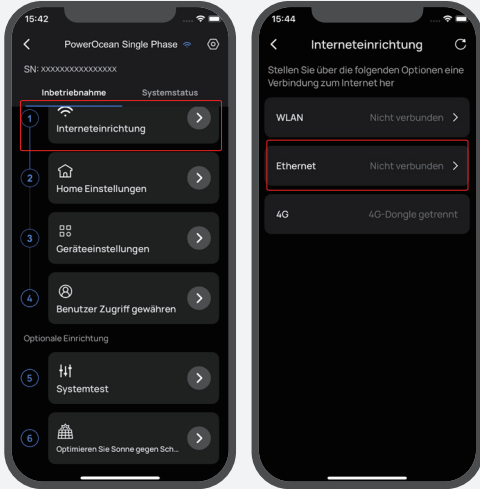 15:42
PowerOcean Single Phase
SN: XXXXXXXXXXXXXXX
Inbetriebnahme
Systemstatus
1
Interneteinrichtung
2
Home Einstellungen
3
Geräteeinstellungen
4
Benutzer Zugriff gewähren
Optionale Einrichtung
5
Systemtest
6
Optimieren Sie Sonne gegen Sch...
15:44
Interneteinrichtung
Stellen Sie über die folgenden Optionen eine
Verbindung zum Internet her
WLAN Nicht verbunden
Ethernet Nicht verbunden
4G 4G-Dongle getrennt